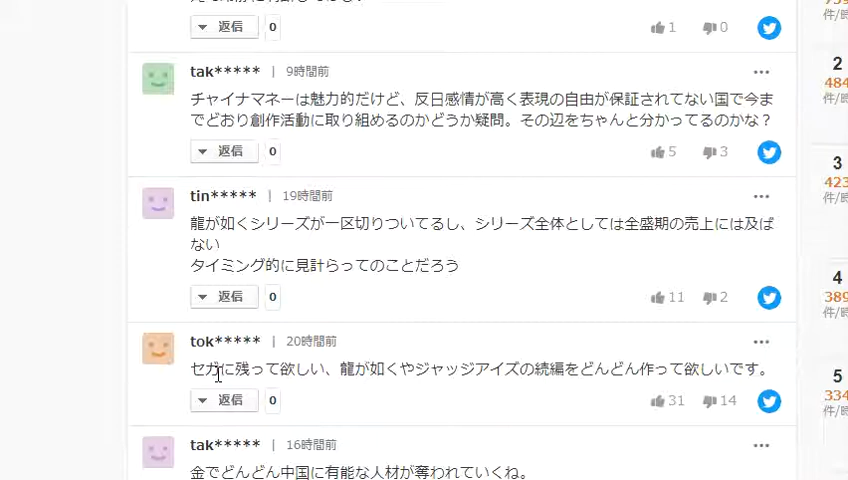 返信 0
1 0
tak***** | 9時間前
チャイナマネーは魅力的だけど、反日感情が高く表現の自由が保証されてない国で今ま
でどおり創作活動に取り組めるのかどうか疑問。その辺をちゃんと分かってるのかな？
返信 0
5 3
tin***** | 19時間前
龍が如くシリーズが一区切りついてるし、シリーズ全体としては全盛期の売上には及ば
ない
タイミング的に見計らってのことだろう
返信 0
11 2
tok***** | 20時間前
セガに残って欲しい、龍が如くやジャッジアイズの続編をどんどん作って欲しいです。
返信 0
31 14
tak***** | 16時間前
金でどんどん中国に有能な人材が奪われていくね。
件/時
2
484
件/時
3
423
件/時
4
389
件/時
5
334
件/時